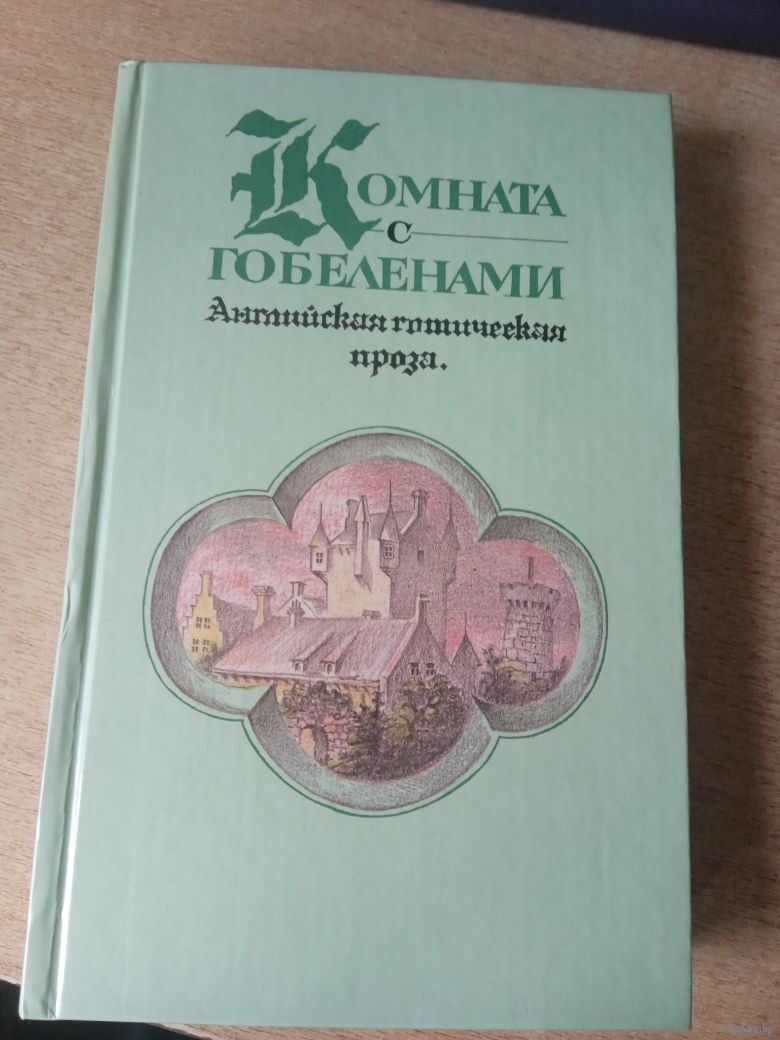 Комната
с
гобеленами
Английская готическая
проза.